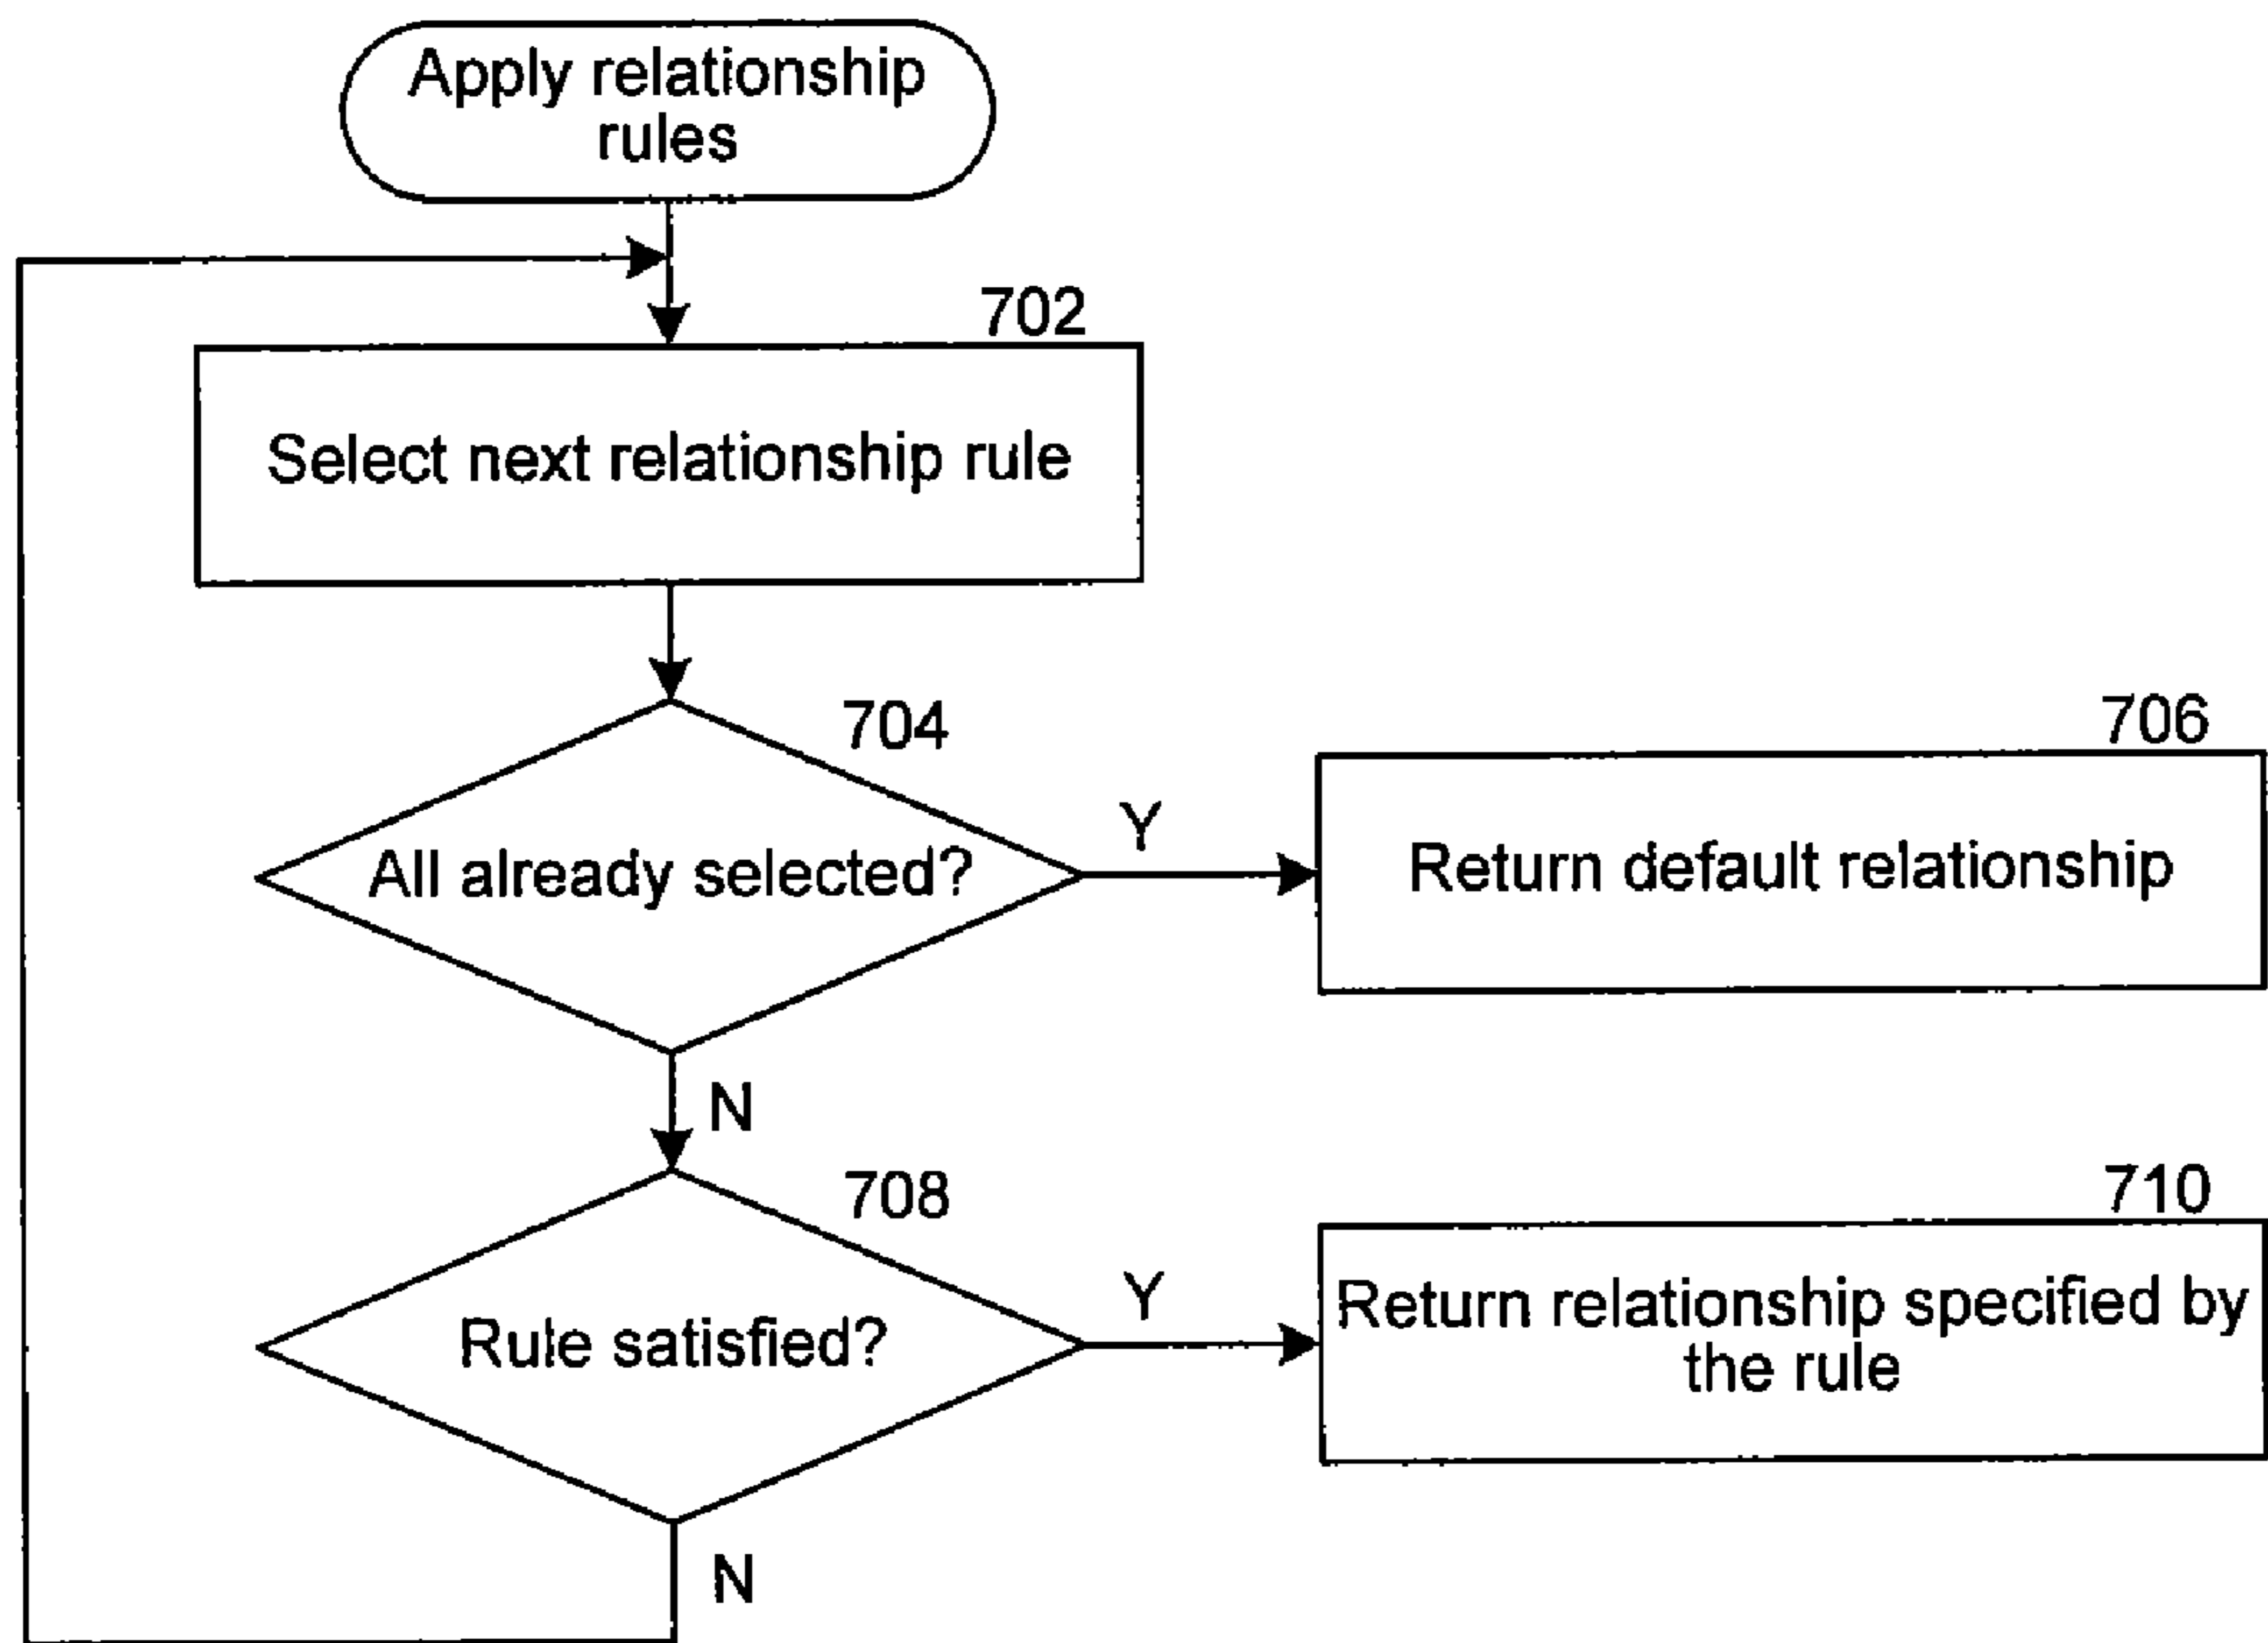 Apply relationship
rules
702
Select next relationship rule
704
All already selected?
Y
706
Return default relationship
N
708
Rule satisfied?
Y
710
Return relationship specified by
the rule
N